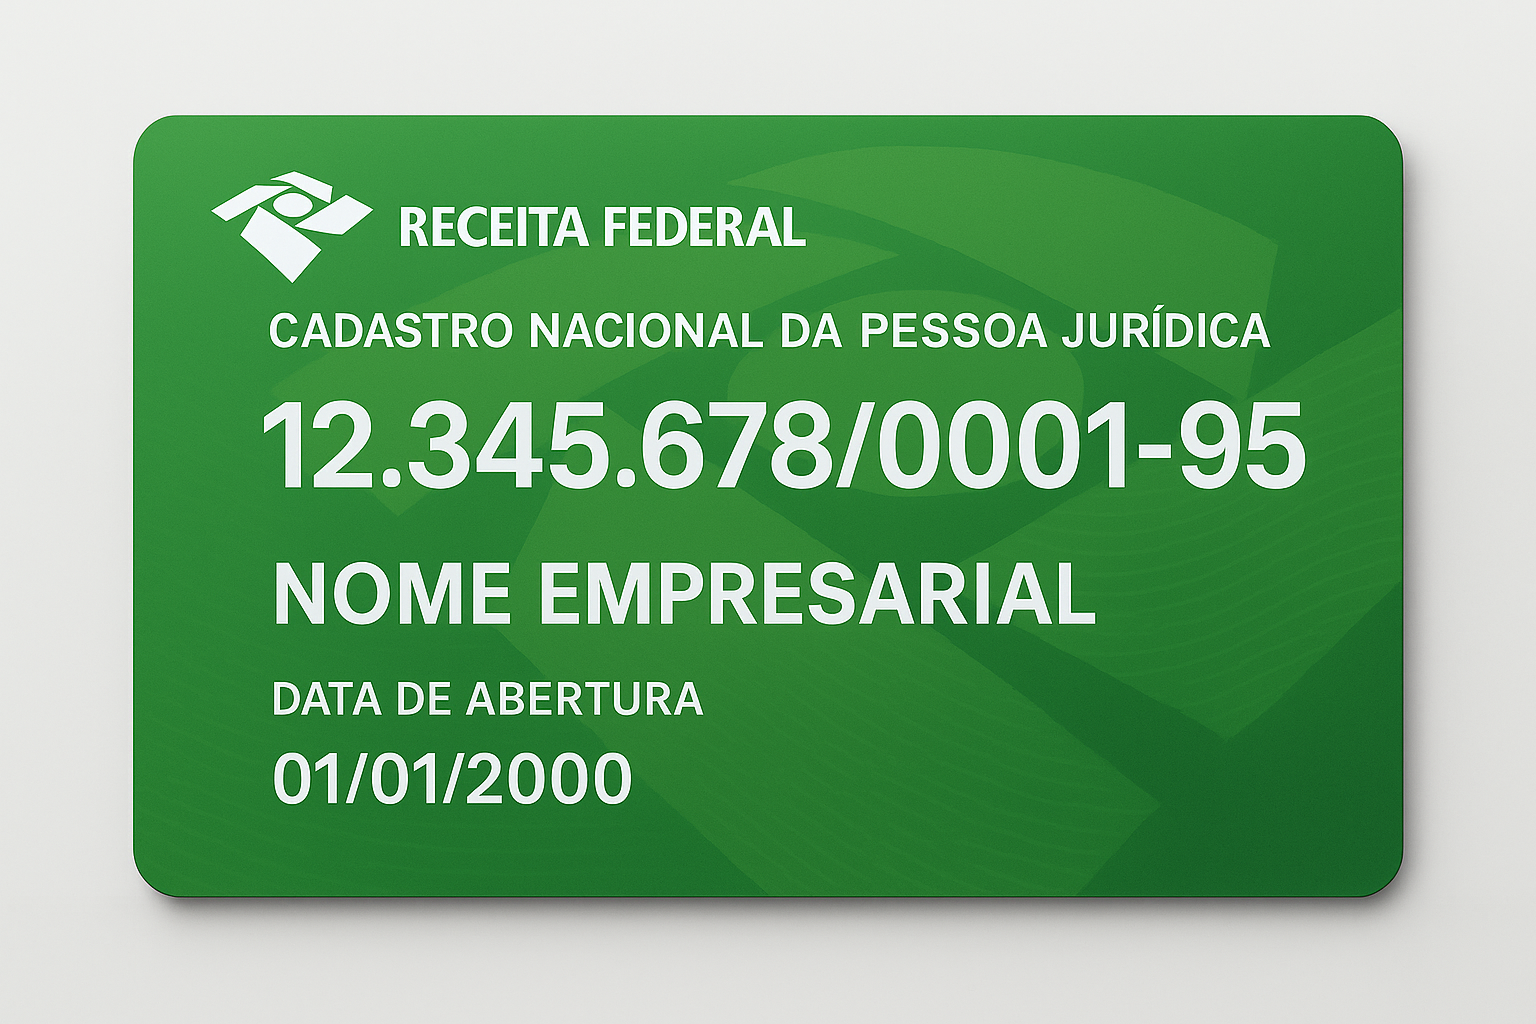 RECEITA FEDERAL
CADASTRO NACIONAL DA PESSOA JURÍDICA
12.345.678/0001-95
NOME EMPRESARIAL
DATA DE ABERTURA
01/01/2000